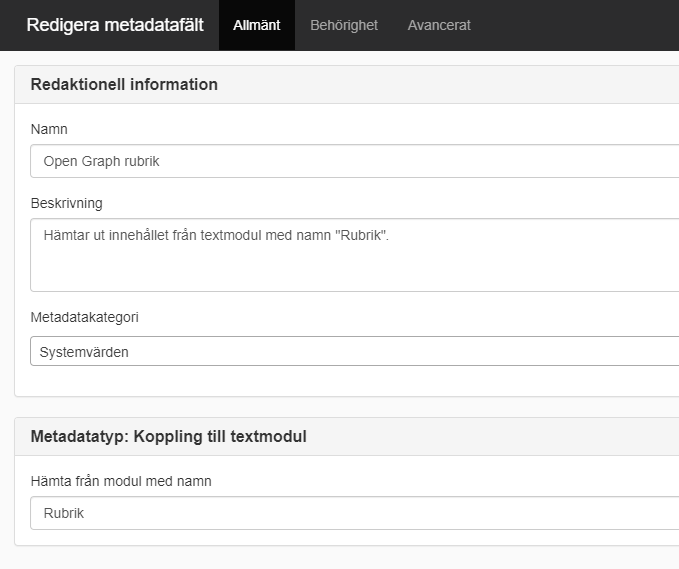 Redigera metadatafält Allmänt Behörighet Avancerat
Redaktionell information
Namn
Open Graph rubrik
Beskrivning
Hämtar ut innehållet från textmodul med namn "Rubrik".
Metadatakategori
Systemvärden
Metadatatyp: Koppling till textmodul
Hämta från modul med namn
Rubrik